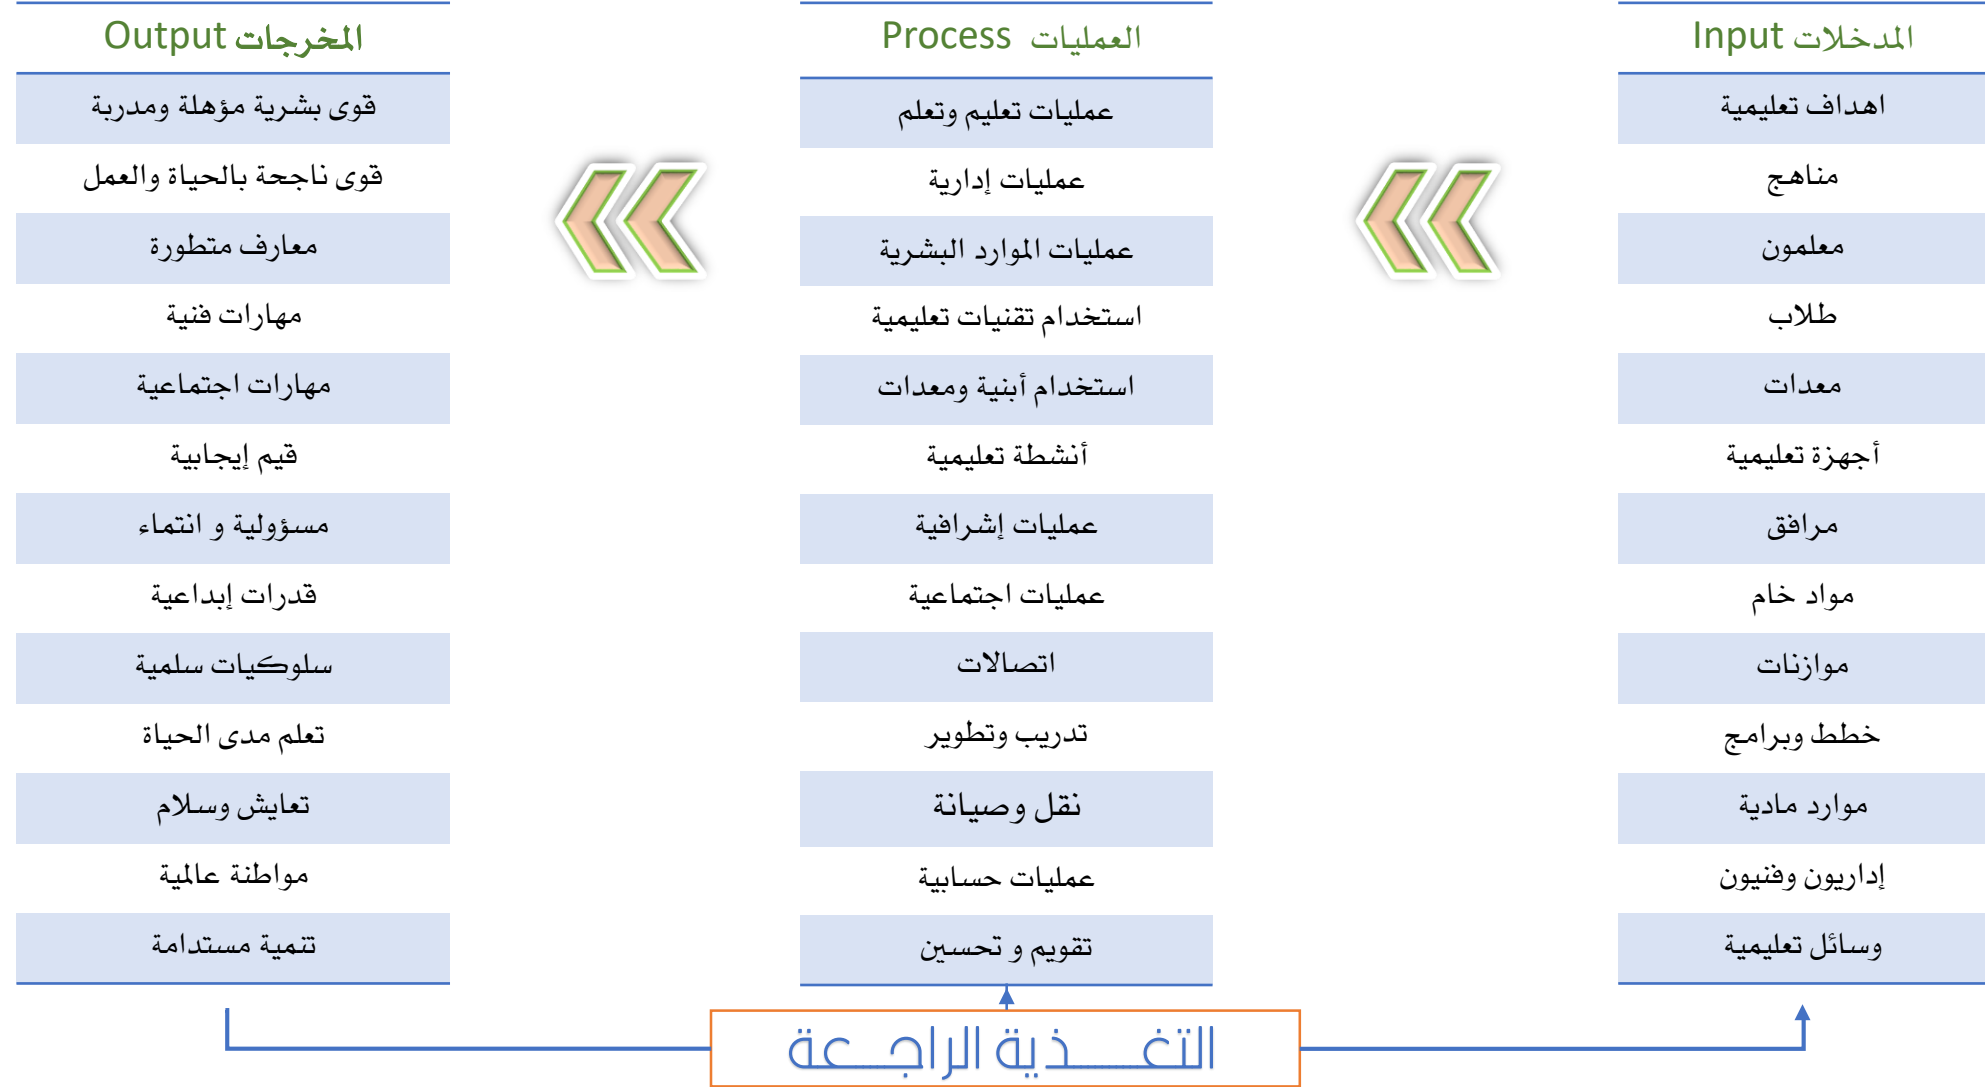 المدخلات Input
اهداف تعليمية
مناهج
معلمون
طلاب
معدات
أجهزة تعليمية
مرافق
مواد خام
موازنات
خطط وبرامج
موارد مادية
إداريون وفنيون
وسائل تعليمية
العمليات Process
عمليات تعليم وتعلم
عمليات إدارية
عمليات الموارد البشرية
استخدام تقنيات تعليمية
استخدام أبنية ومعدات
أنشطة تعليمية
عمليات إشرافية
عمليات اجتماعية
اتصالات
تدريب وتطوير
نقل وصيانة
عمليات حسابية
تقويم و تحسين
المخرجات Output
قوى بشرية مؤهلة ومدربة
قوى ناجحة بالحياة والعمل
معارف متطورة
مهارات فنية
مهارات اجتماعية
قيم إيجابية
مسؤولية و انتماء
قدرات إبداعية
سلوكيات سلمية
تعلم مدى الحياة
تعايش وسلام
مواطنة عالمية
تنمية مستدامة
التغـــذية الراجــعة